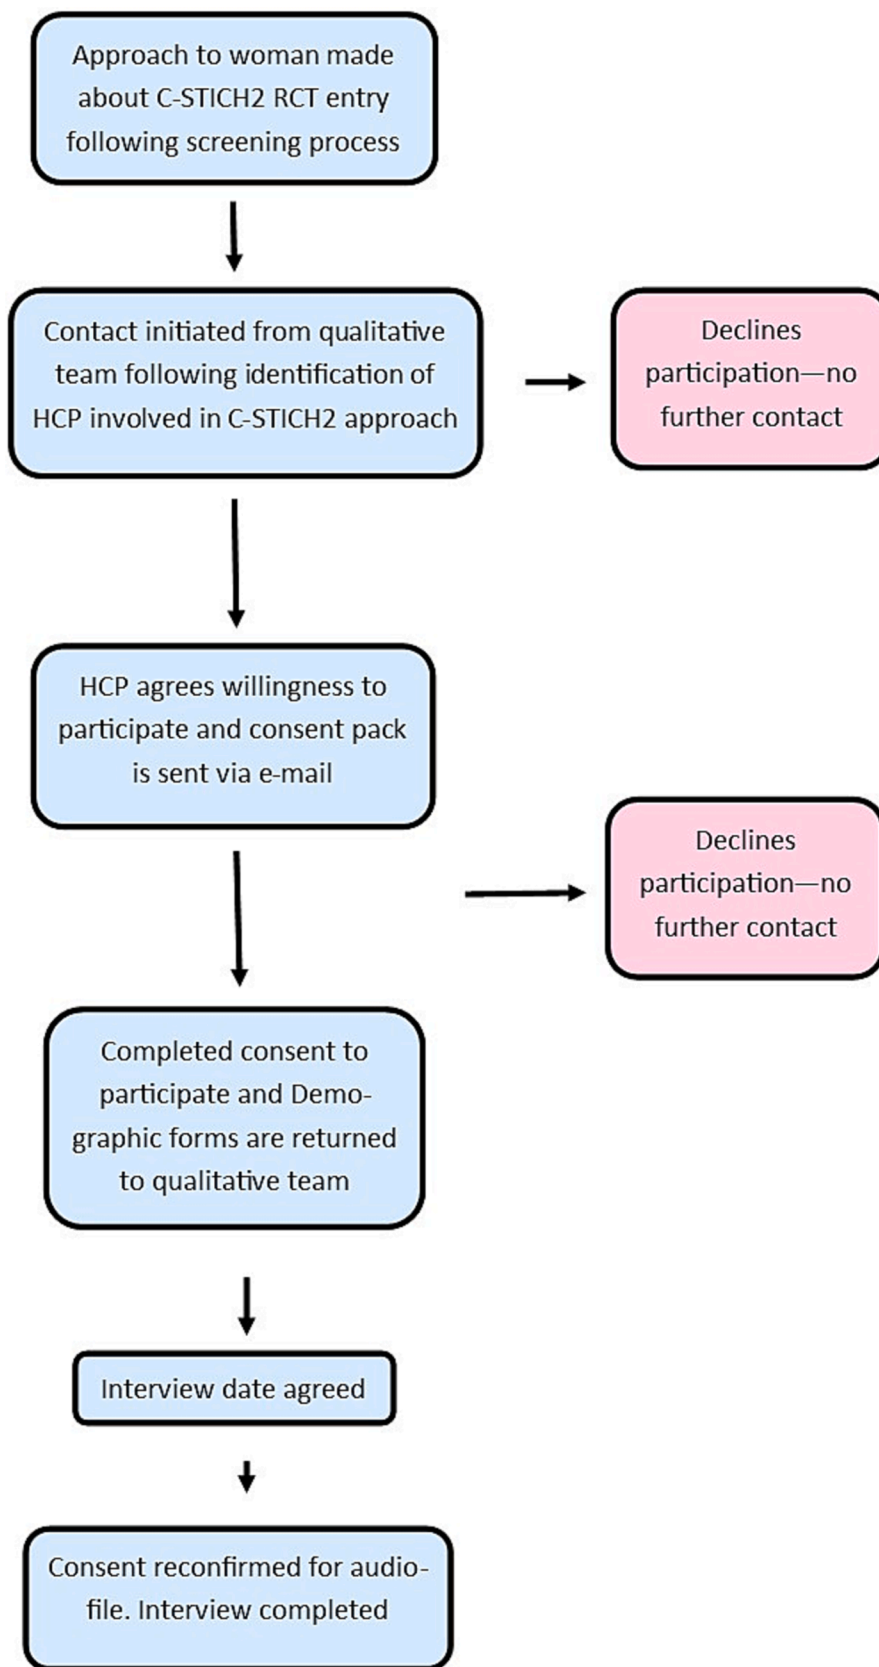 Approach to woman made
about C-STICH2 RCT entry
following screening process
Contact initiated from qualitative
team following identification of
HCP involved in C-STICH2 approach
Declines
participation—no
further contact
HCP agrees willingness to
participate and consent pack
is sent via e-mail
Declines
participation—no
further contact
Completed consent to
participate and Demo-
graphic forms are returned
to qualitative team
Interview date agreed
Consent reconfirmed for audio-
file. Interview completed